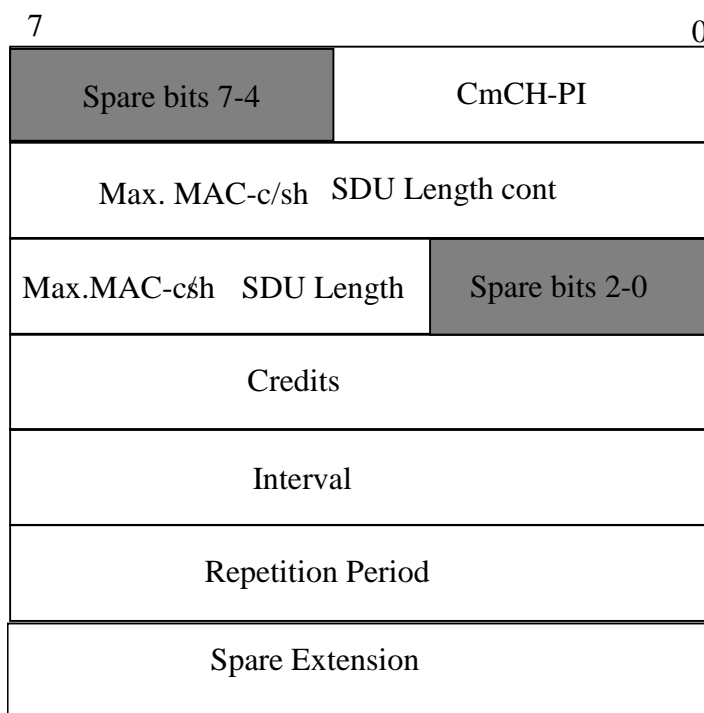 7 0
Spare bits 7-4 CmCH-PI
Max. MAC-c/sh SDU Length cont
Max.MAC-c/sh SDU Length Spare bits 2-0
Credits
Interval
Repetition Period
Spare Extension